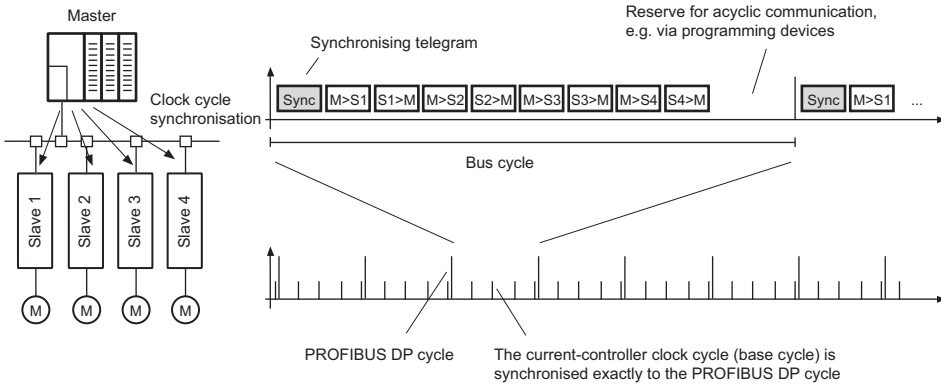 Master
Clock cycle
synchronisation
Slave 1
Slave 2
Slave 3
Slave 4
M
M
M
M
Synchronising telegram
Reserve for acyclic communication,
e.g. via programming devices
Sync M>S1 S1>M M>S2 S2>M M>S3 S3>M M>S4 S4>M Sync M>S1 ...
Bus cycle
PROFIBUS DP cycle
The current-controller clock cycle (base cycle) is
synchronised exactly to the PROFIBUS DP cycle